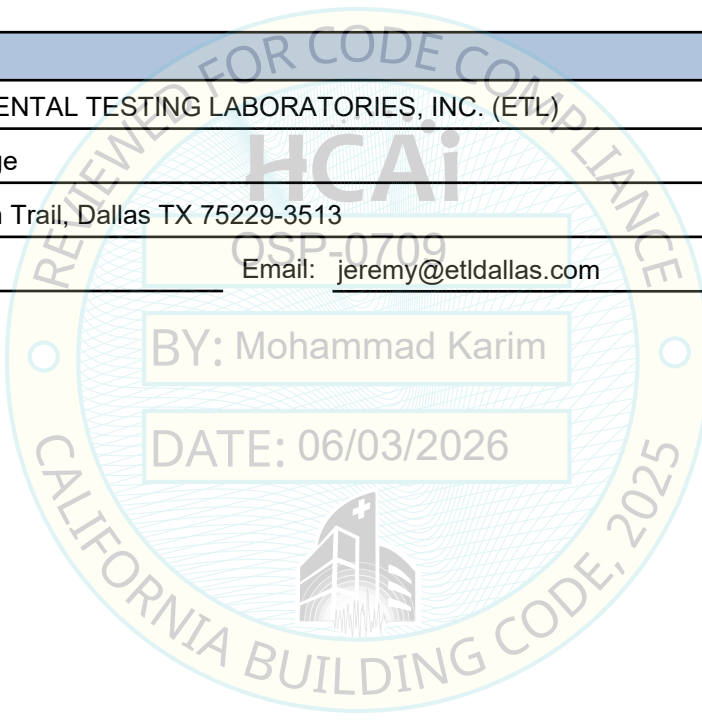 REVIEWED FOR CODE COMPLIANCE
ENTAL TESTING LABORATORIES, INC. (ETL)
HCAi
ge
Trail, Dallas TX 75229-3513
OSP-0709
Email: jeremy@etldallas.com
BY: Mohammad Karim
DATE: 06/03/2026
CALIFORNIA BUILDING CODE, 2025